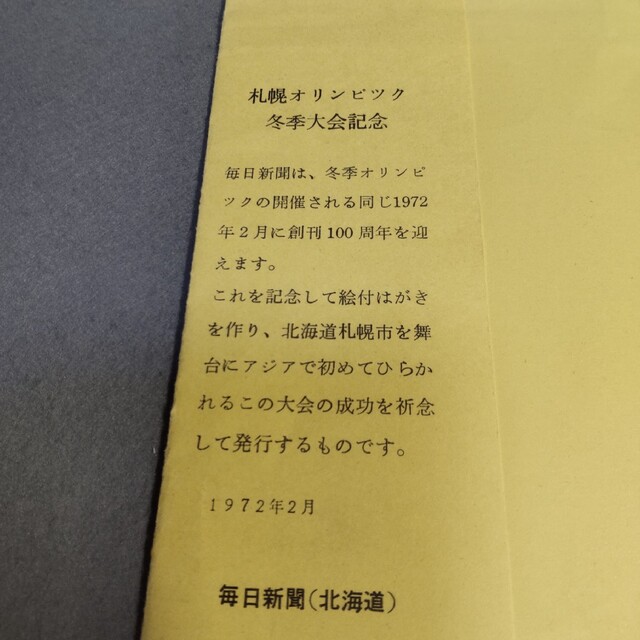 札幌オリンピツク
冬季大会記念
毎日新聞は、冬季オリンピ
ツクの開催される同じ1972
年２月に創刊100周年を迎
えます。
これを記念して絵付はがき
を作り、北海道札幌市を舞
台にアジアで初めてひらか
れるこの大会の成功を祈念
して発行するものです。
1972年2月
毎日新聞(北海道)